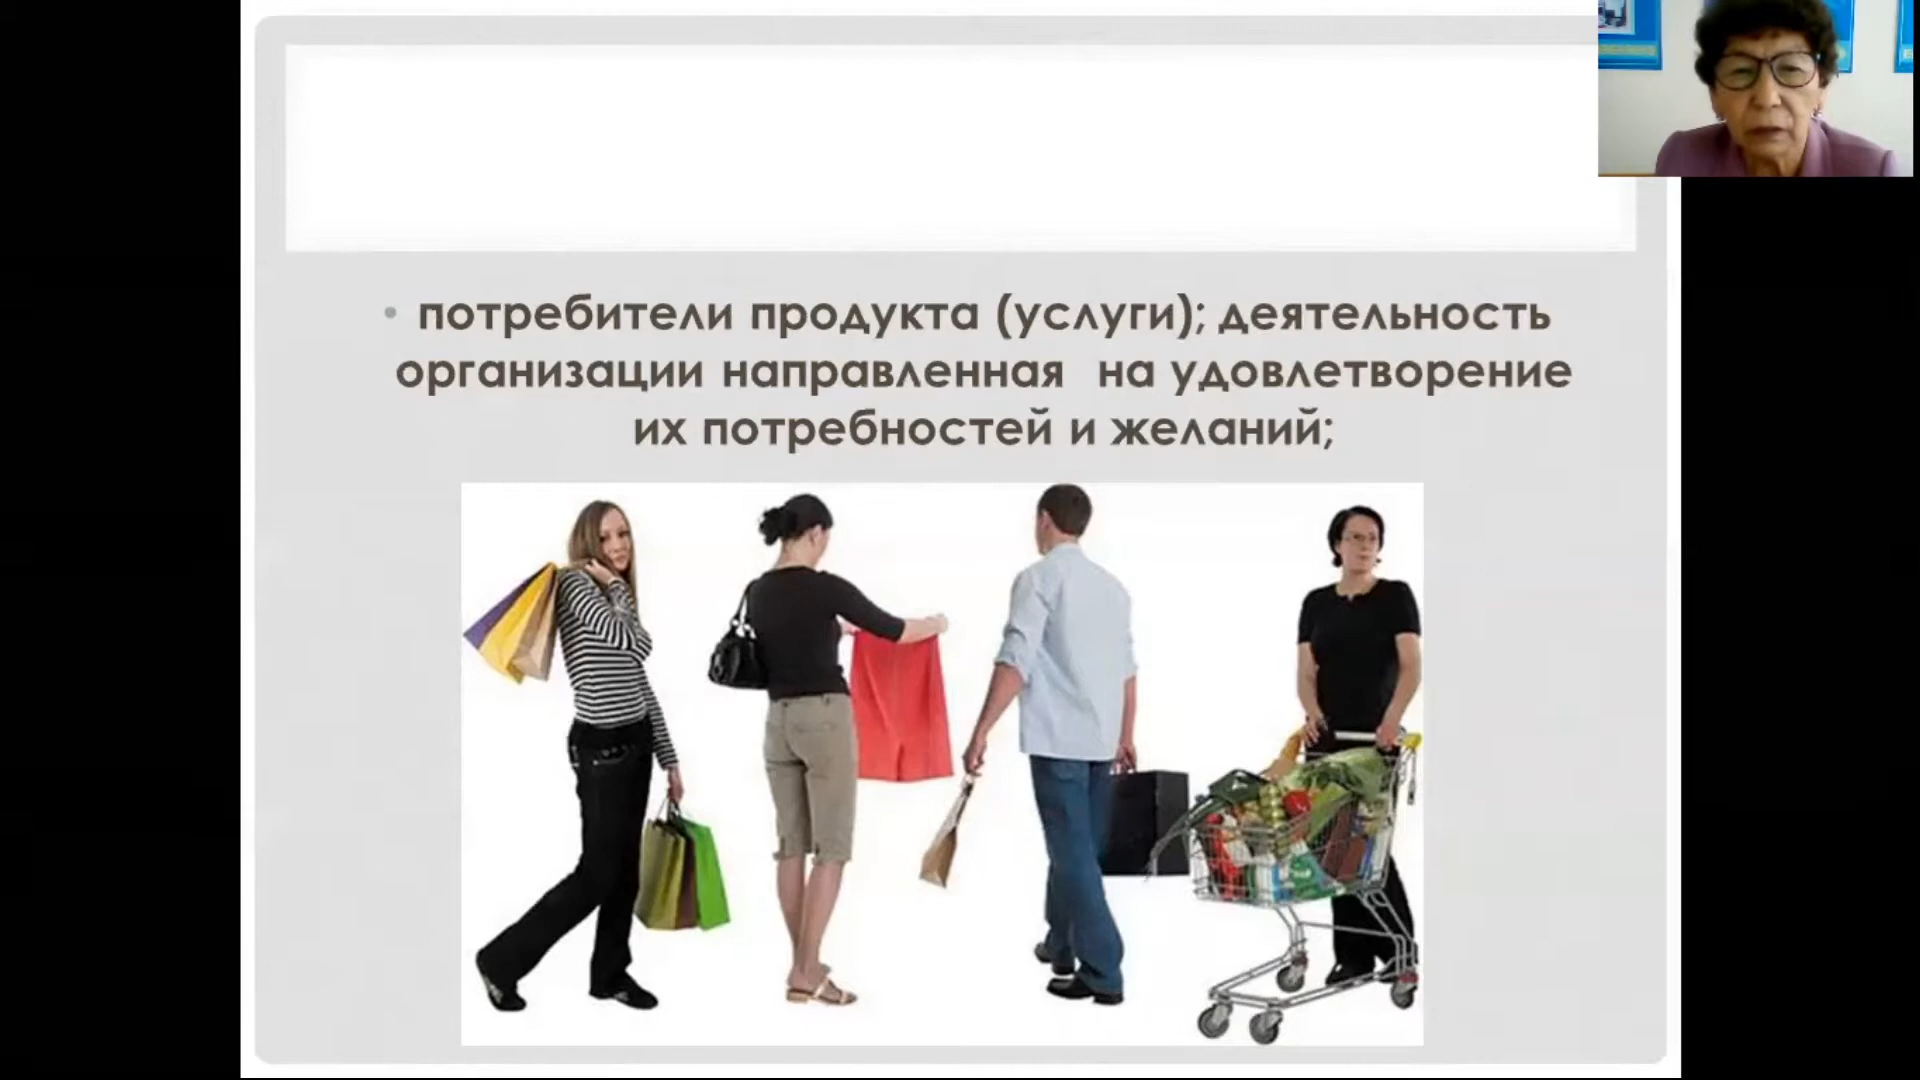 • потребители продукта (услуги); деятельность
организации направленная на удовлетворение
их потребностей и желаний;